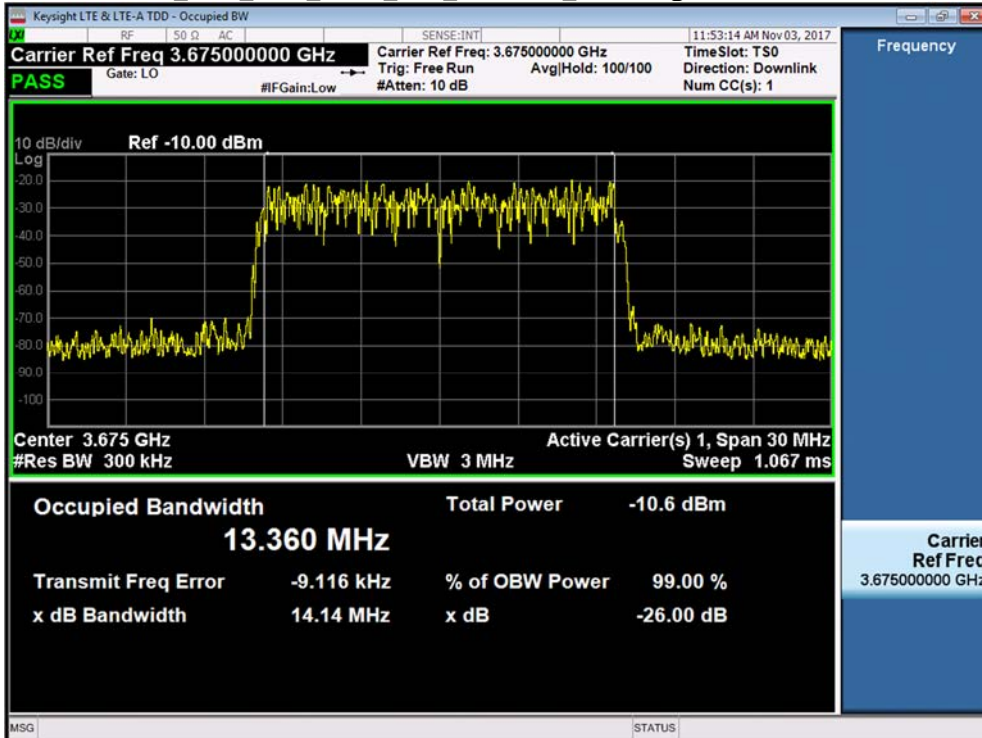 Keysight LTE & LTE-A TDD - Occupied BW
LXI RF 50 Ω AC SENSE:INT 11:53:14 AM Nov 03, 2017
Carrier Ref Freq 3.675000000 GHz Carrier Ref Freq: 3.675000000 GHz TimeSlot: TS0
Gate: LO Trig: Free Run Avg|Hold: 100/100 Direction: Downlink
PASS #IFGain:Low #Atten: 10 dB Num CC(s): 1
Frequency
10 dB/div Ref -10.00 dBm
Log
-20.0
-30.0
-40.0
-50.0
-60.0
-70.0
-80.0
-90.0
-100
Center 3.675 GHz Active Carrier(s) 1, Span 30 MHz
#Res BW 300 kHz VBW 3 MHz Sweep 1.067 ms
Occupied Bandwidth Total Power -10.6 dBm
13.360 MHz
Transmit Freq Error -9.116 kHz % of OBW Power 99.00 %
x dB Bandwidth 14.14 MHz x dB -26.00 dB
Carrier
Ref Freq
3.675000000 GHz
MSG STATUS